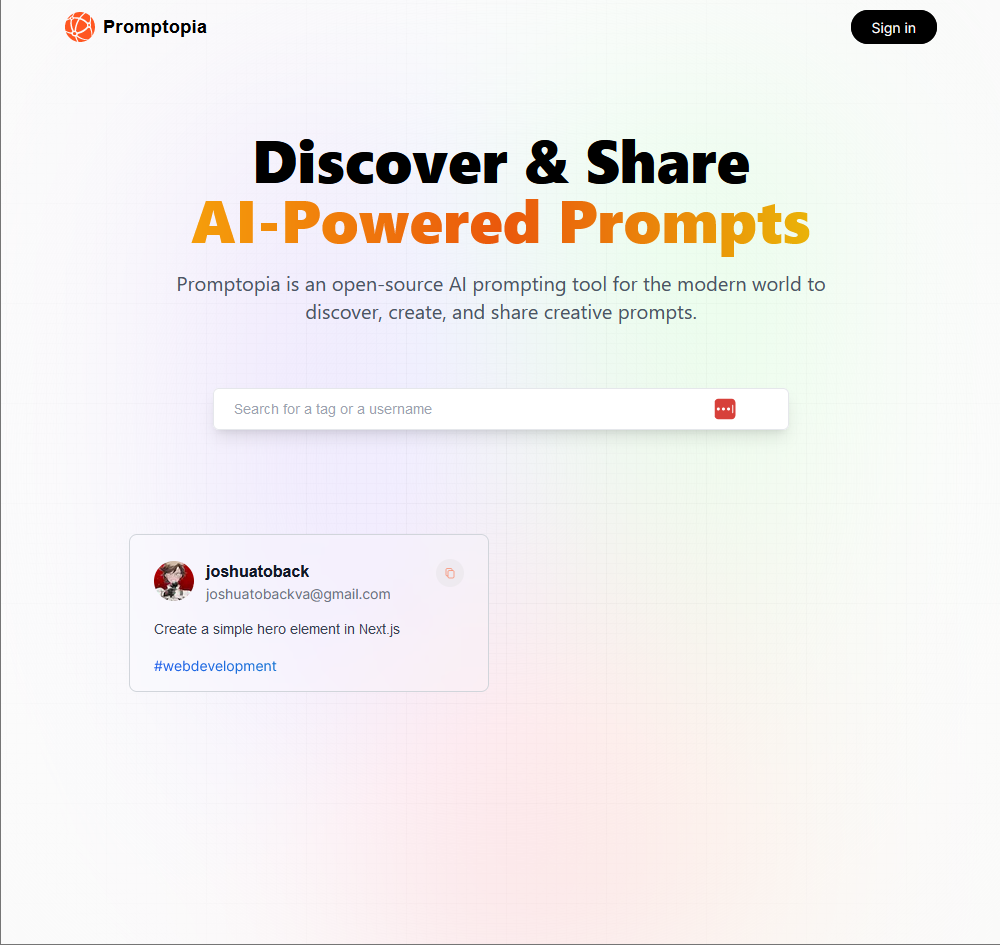 Promptopia
Sign in
Discover & Share
AI-Powered Prompts
Promptopia is an open-source AI prompting tool for the modern world to
discover, create, and share creative prompts.
Search for a tag or a username
joshuatoback
joshuatobackva@gmail.com
Create a simple hero element in Next.js
#webdevelopment